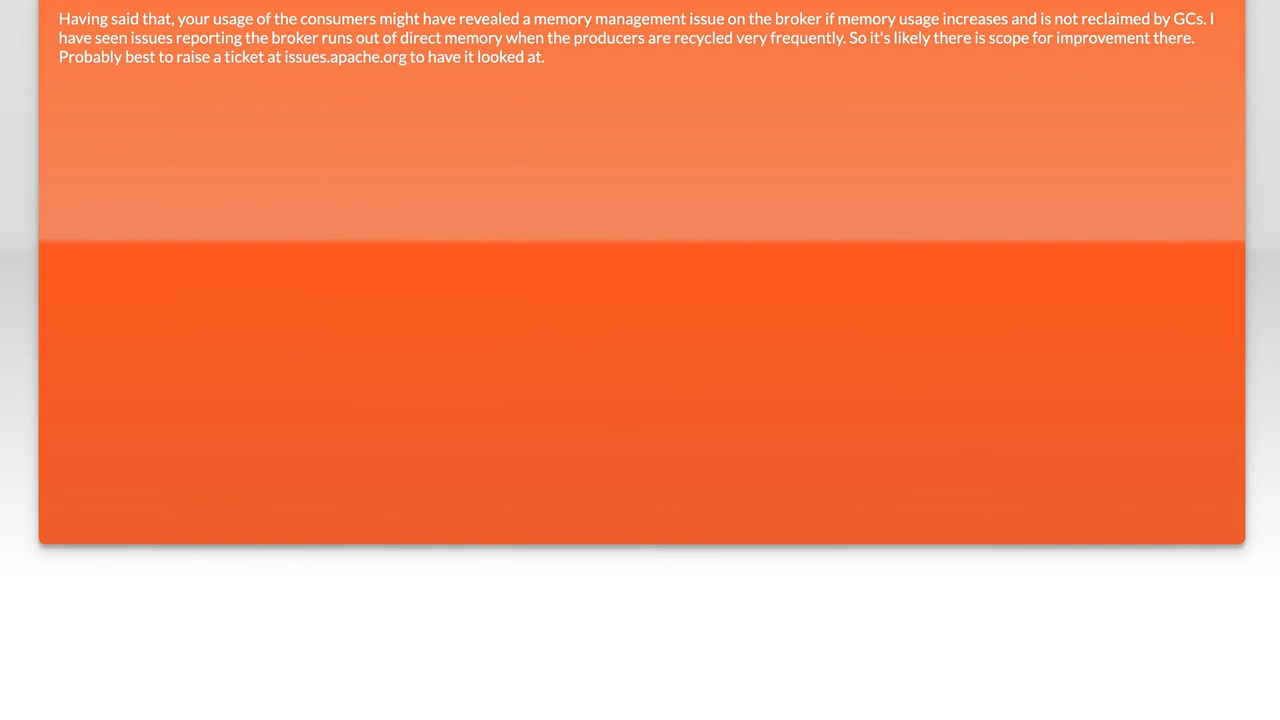 Having said that, your usage of the consumers might have revealed a memory management issue on the broker if memory usage increases and is not reclaimed by GCs. I
have seen issues reporting the broker runs out of direct memory when the producers are recycled very frequently. So it's likely there is scope for improvement there.
Probably best to raise a ticket at issues.apache.org to have it looked at.